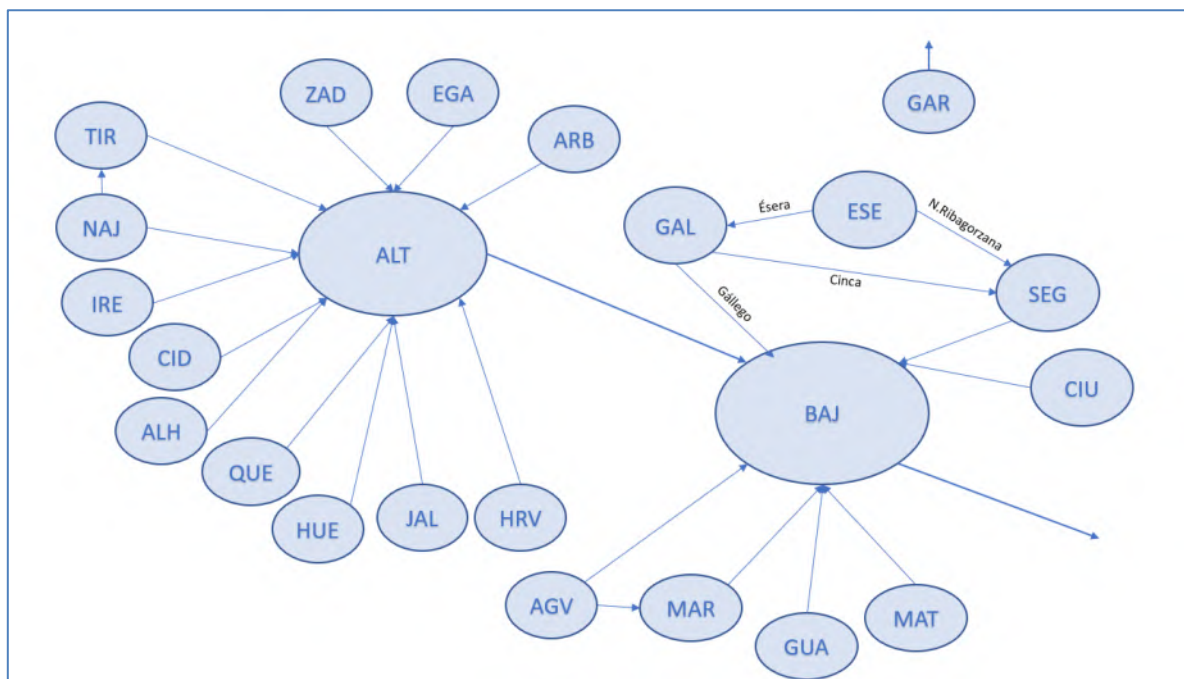 ZAD
EGA
GAR
TIR
ARB
NAJ
ALT
GAL
Ésera
ESE
N.Ribagorzana
IRE
Cinca
SEG
CID
Gállego
ALH
BAJ
CIU
QUE
HUE
JAL
HRV
AGV
MAR
GUA
MAT